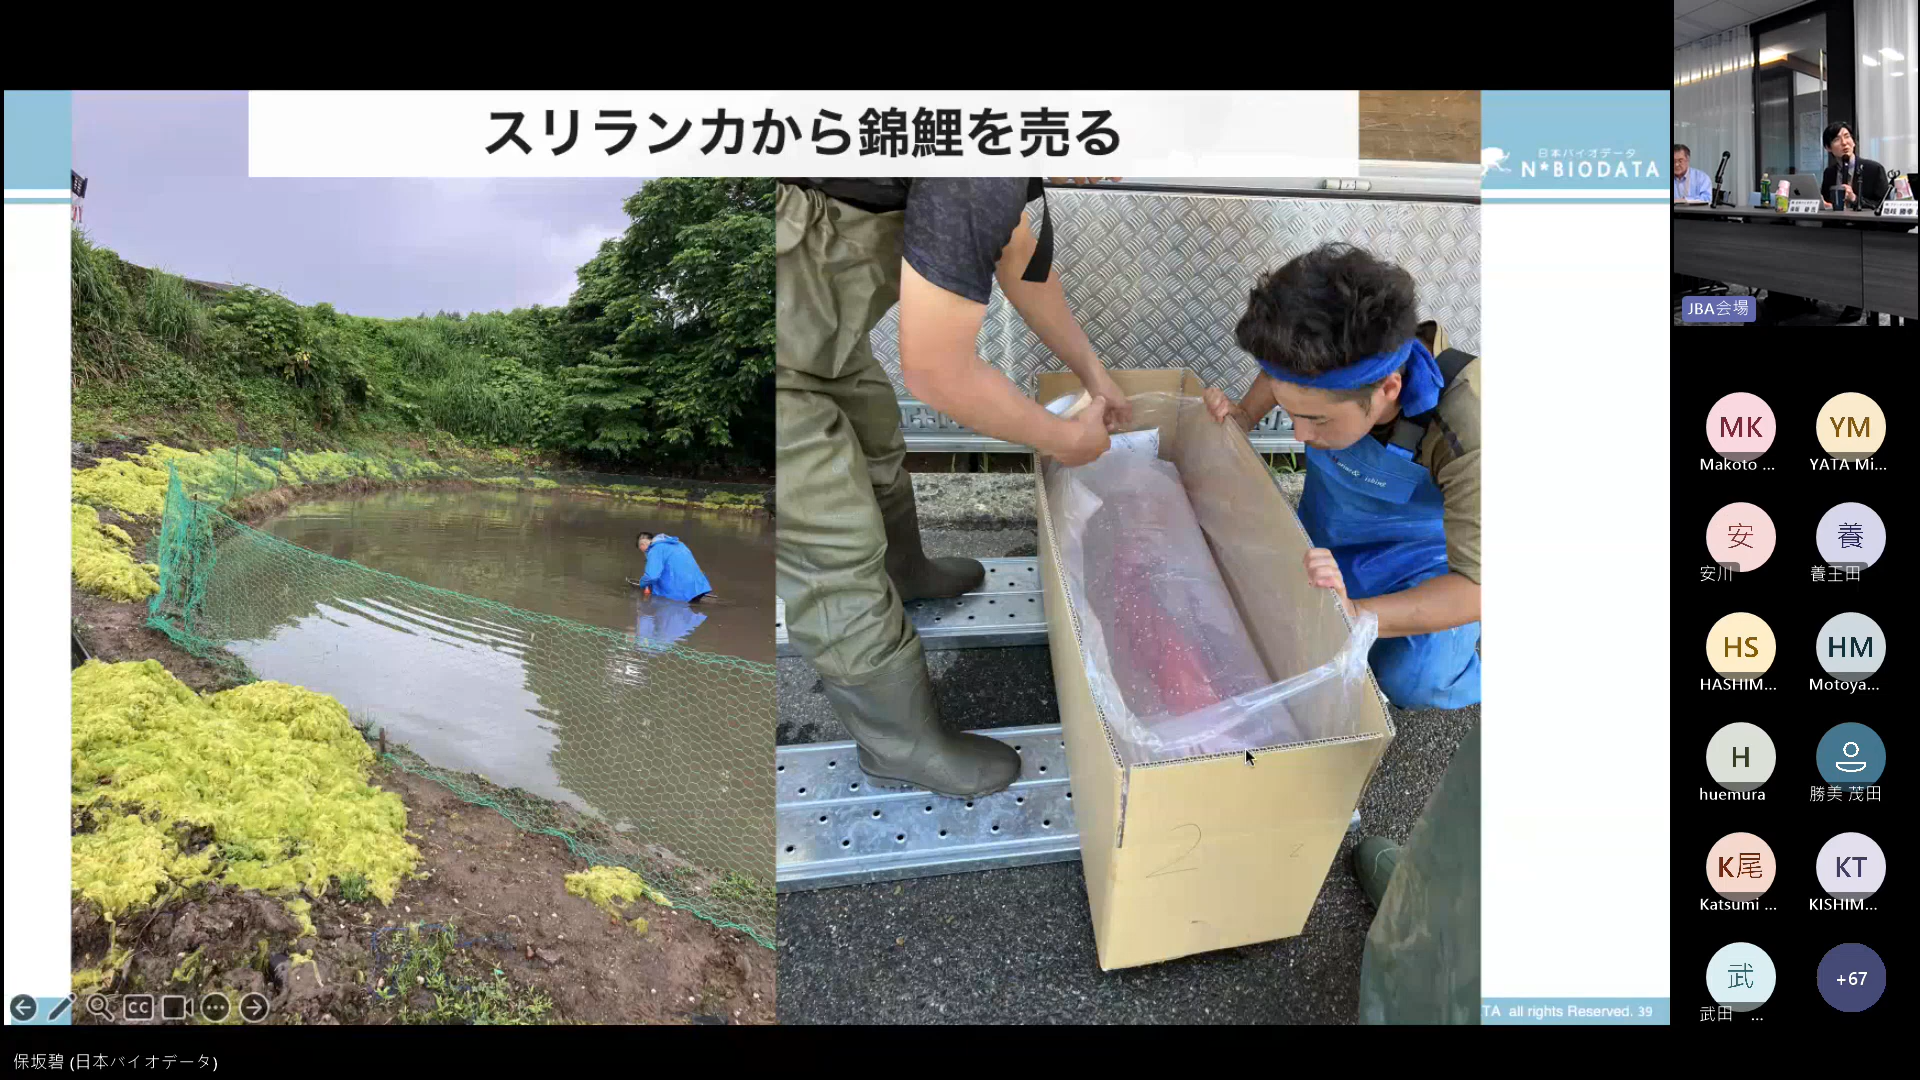 スリランカから錦鯉を売る
日本バイオデータ
N*BIODATA
TA all rights Reserved. 39
2
2
CC
保坂碧 (日本バイオデータ)
JBA会場
MK
Makoto ...
YM
YATA Mi...
安
安川
養
養王田
HS
HASHIM...
HM
Motoya...
H
huemura
勝美 茂田
K尾
Katsumi ...
KT
KISHIM...
武
武田 ...
+67